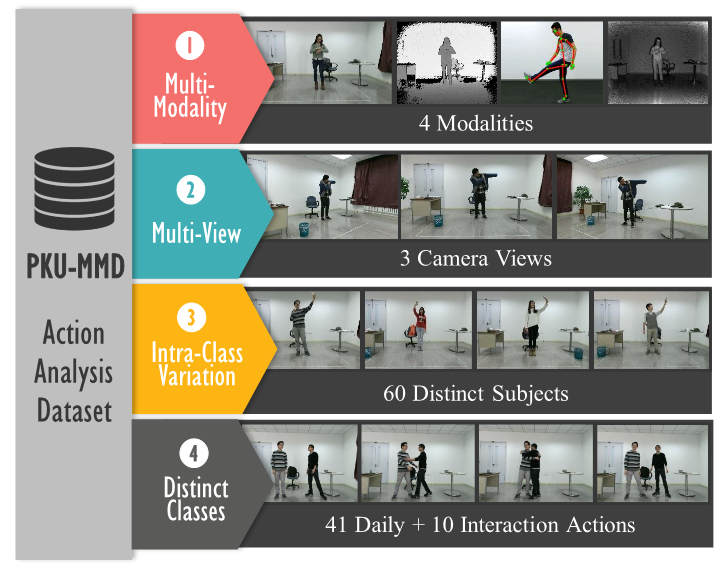 PKU-MMD
Action
Analysis
Dataset
1
Multi-
Modality
4 Modalities
2
Multi-View
3 Camera Views
3
Intra-Class
Variation
60 Distinct Subjects
4
Distinct
Classes
41 Daily + 10 Interaction Actions